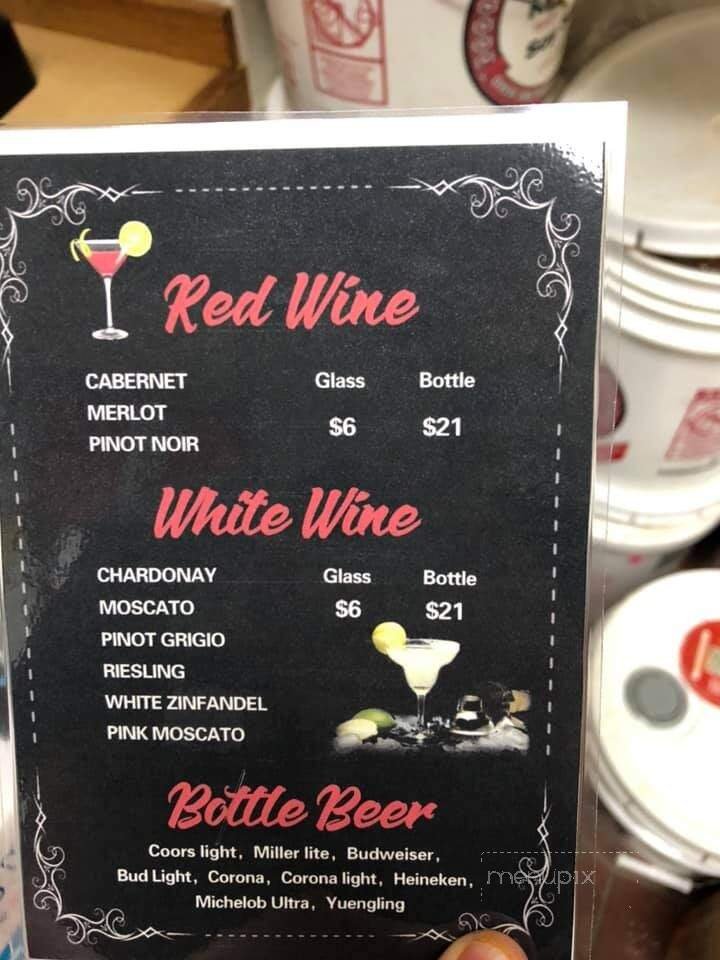 Red Wine
CABERNET Glass Bottle
MERLOT
$6 $21
PINOT NOIR
White Wine
CHARDONAY Glass Bottle
MOSCATO $6 $21
PINOT GRIGIO
RIESLING
WHITE ZINFANDEL
PINK MOSCATO
Bottle Beer
Coors light, Miller lite, Budweiser,
Bud Light, Corona, Corona light, Heineken,
Michelob Ultra, Yuengling
menupix